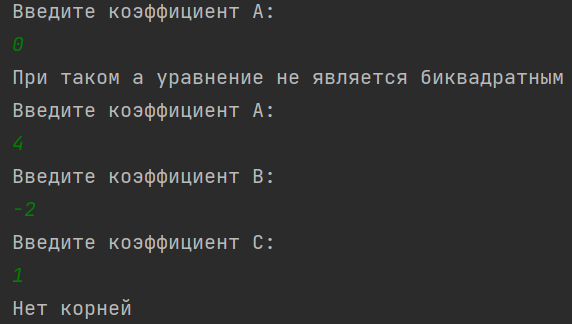 Введите коэффициент А:
0
При таком а уравнение не является биквадратным
Введите коэффициент А:
4
Введите коэффициент В:
-2
Введите коэффициент С:
1
Нет корней